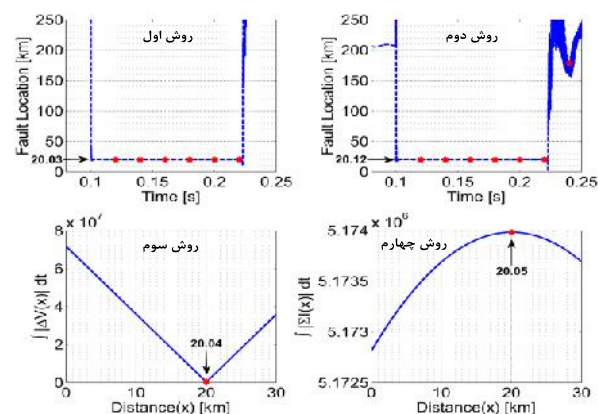 روش اول
Fault Location [km]
250
200
150
100
50
0
20.03
0.1
0.15
0.2
0.25
Time [s]
روش دوم
Fault Location [km]
250
200
150
100
50
0
20.12
0.1
0.15
0.2
0.25
Time [s]
x 10^7
روش سوم
∫ |ΔV(x)| dt
8
6
4
2
0
20.04
0
10
20
30
Distance(x) [km]
x 10^6
روش چهارم
∫ |ΣI(x)| dt
5.174
5.1735
5.173
5.1725
20.05
0
10
20
30
Distance(x) [km]